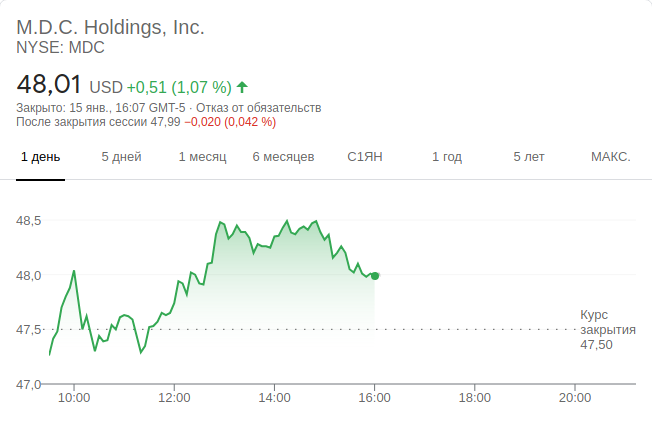 M.D.C. Holdings, Inc.
NYSE: MDC
48,01 USD +0,51 (1,07 %)
Закрыто: 15 янв., 16:07 GMT-5 · Отказ от обязательств
После закрытия сессии 47,99 −0,020 (0,042 %)
1 день 5 дней 1 месяц 6 месяцев С1ЯН 1 год 5 лет МАКС.
48,5
48,0
47,5
47,0
Курс
закрытия
47,50
10:00 12:00 14:00 16:00 18:00 20:00